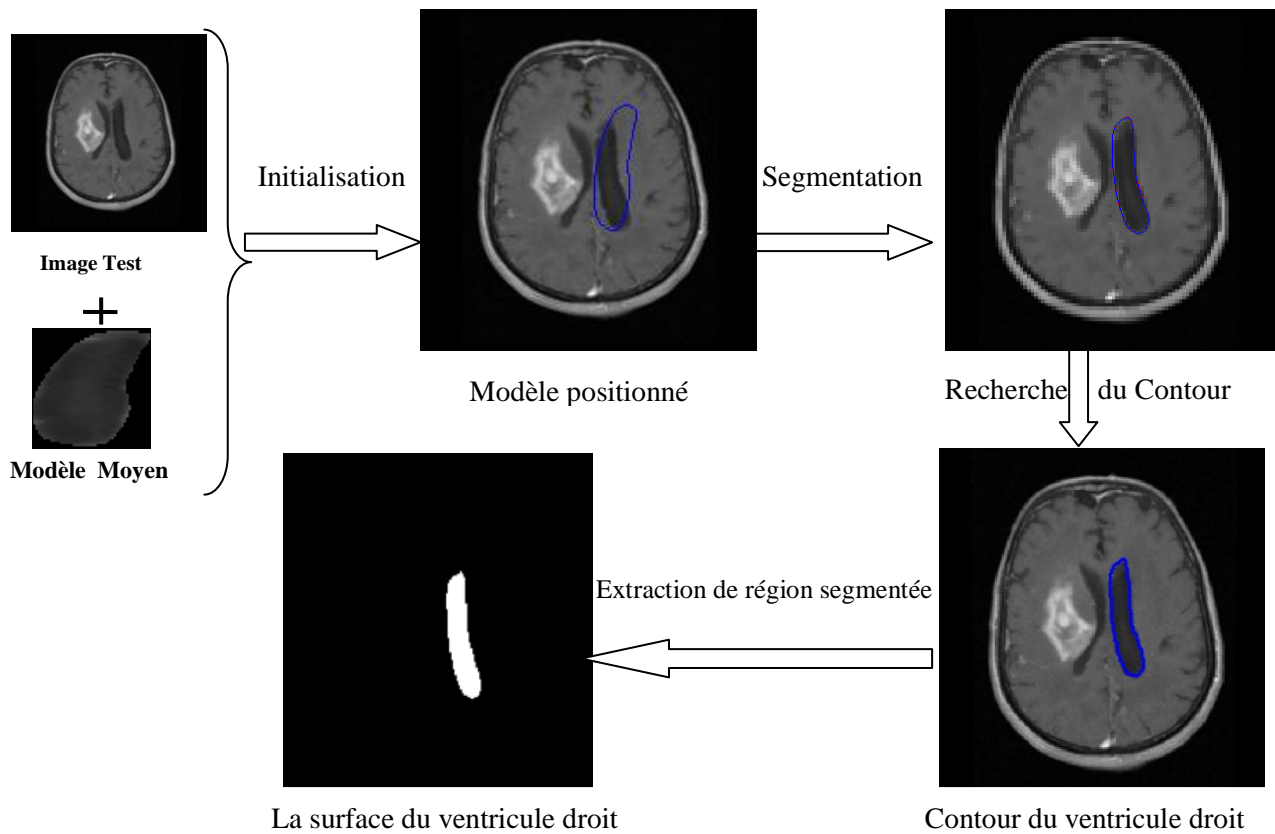 Image Test
+
Modèle Moyen
Initialisation
Modèle positionné
Segmentation
Recherche du Contour
Contour du ventricule droit
Extraction de région segmentée
La surface du ventricule droit